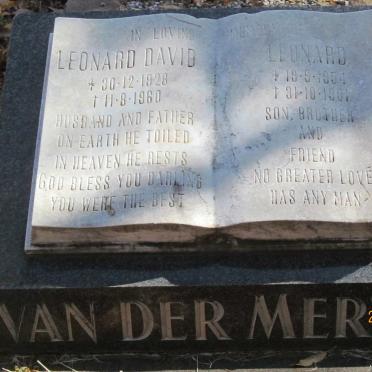 IN LOVING
LEONARD DAVID
* 30-12-1928
† 11-9-1960
HUSBAND AND FATHER
ON EARTH HE TOILED
IN HEAVEN HE RESTS
GOD BLESS YOU DARLING
YOU WERE THE BEST
LEONARD
SON, BROTHER
AND
FRIEND
NO GREATER LOVE
HAS ANY MAN
VAN DER MER